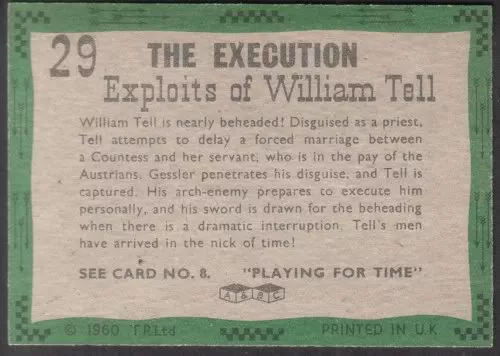 29 THE EXECUTION
Exploits of William Tell
William Tell is nearly beheaded! Disguised as a priest,
Tell attempts to delay a forced marriage between
a Countess and her servant, who is in the pay of the
Austrians. Gessler penetrates his disguise, and Tell is
captured. His arch-enemy prepares to execute him
personally, and his sword is drawn for the beheading
when there is a dramatic interruption. Tell's men
have arrived in the nick of time!
SEE CARD NO. 8. "PLAYING FOR TIME"
A & B C
© 1960 I.T.P. Ltd PRINTED IN U.K